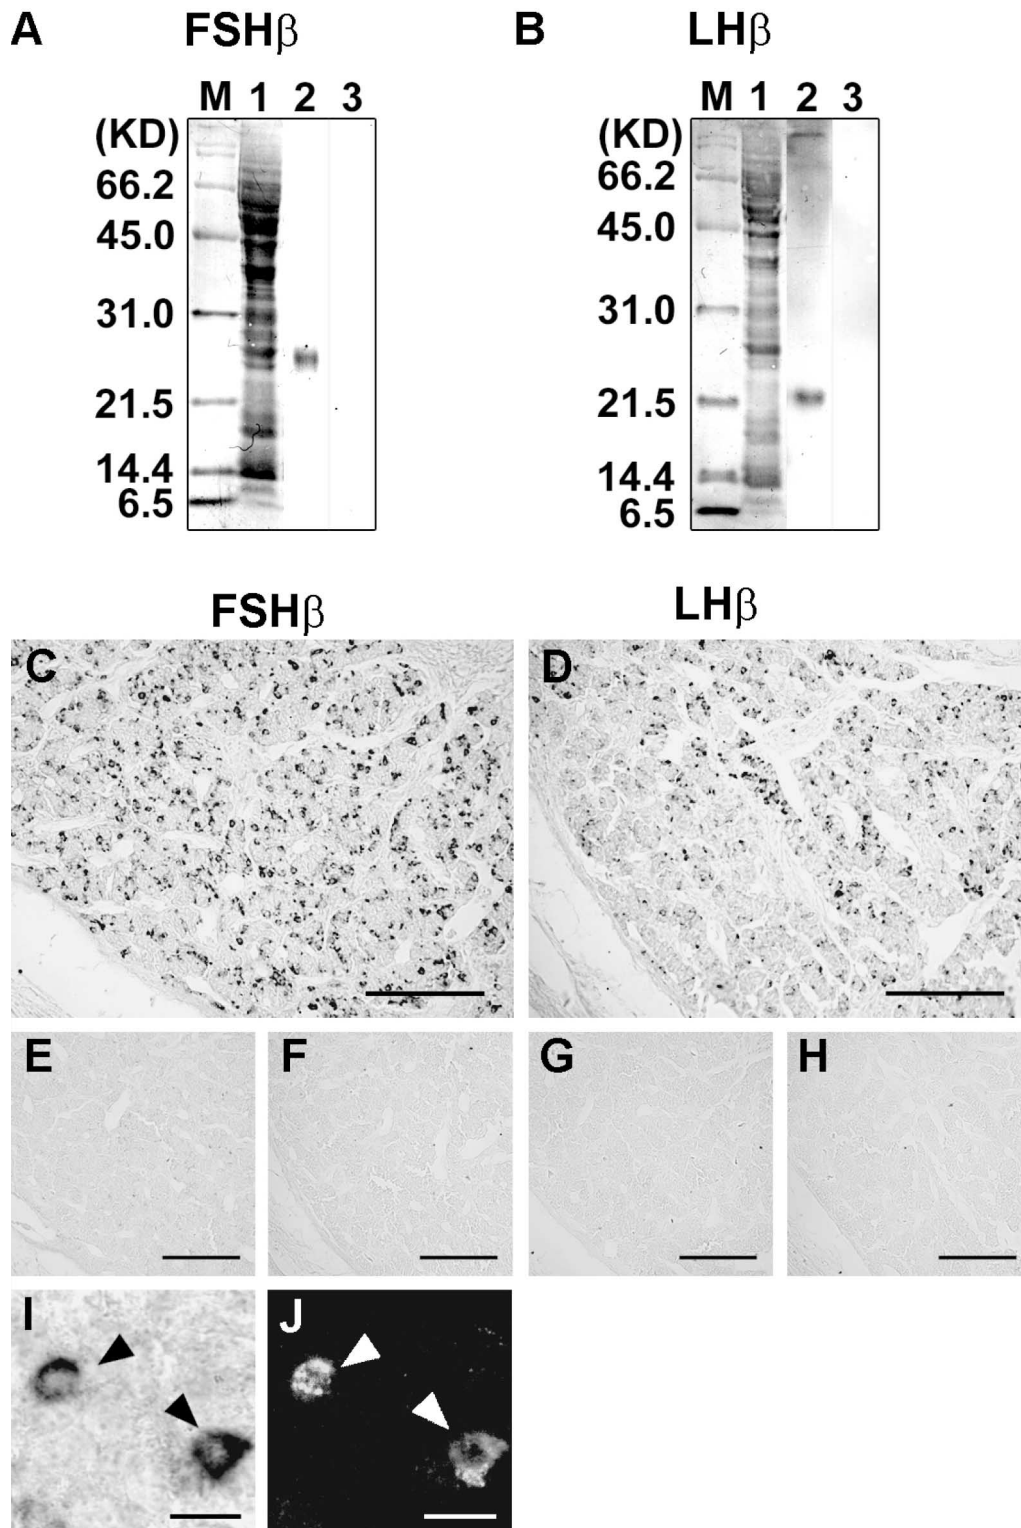 A FSHβ B LHβ
M 1 2 3 M 1 2 3
(KD) (KD)
66.2 66.2
45.0 45.0
31.0 31.0
21.5 21.5
14.4 14.4
6.5 6.5
FSHβ LHβ
C D
E F G H
I J